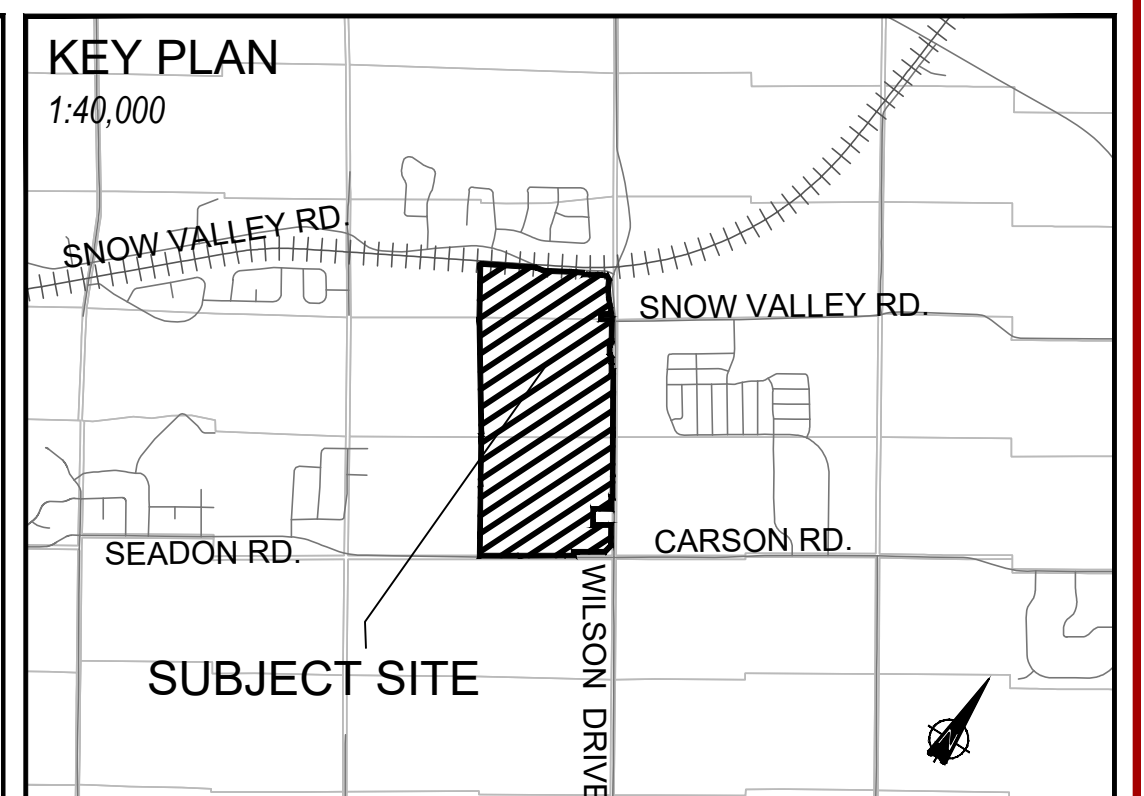 KEY PLAN
1:40,000
SNOW VALLEY RD.
SNOW VALLEY RD.
SEADON RD.
CARSON RD.
WILSON DRIVE
SUBJECT SITE